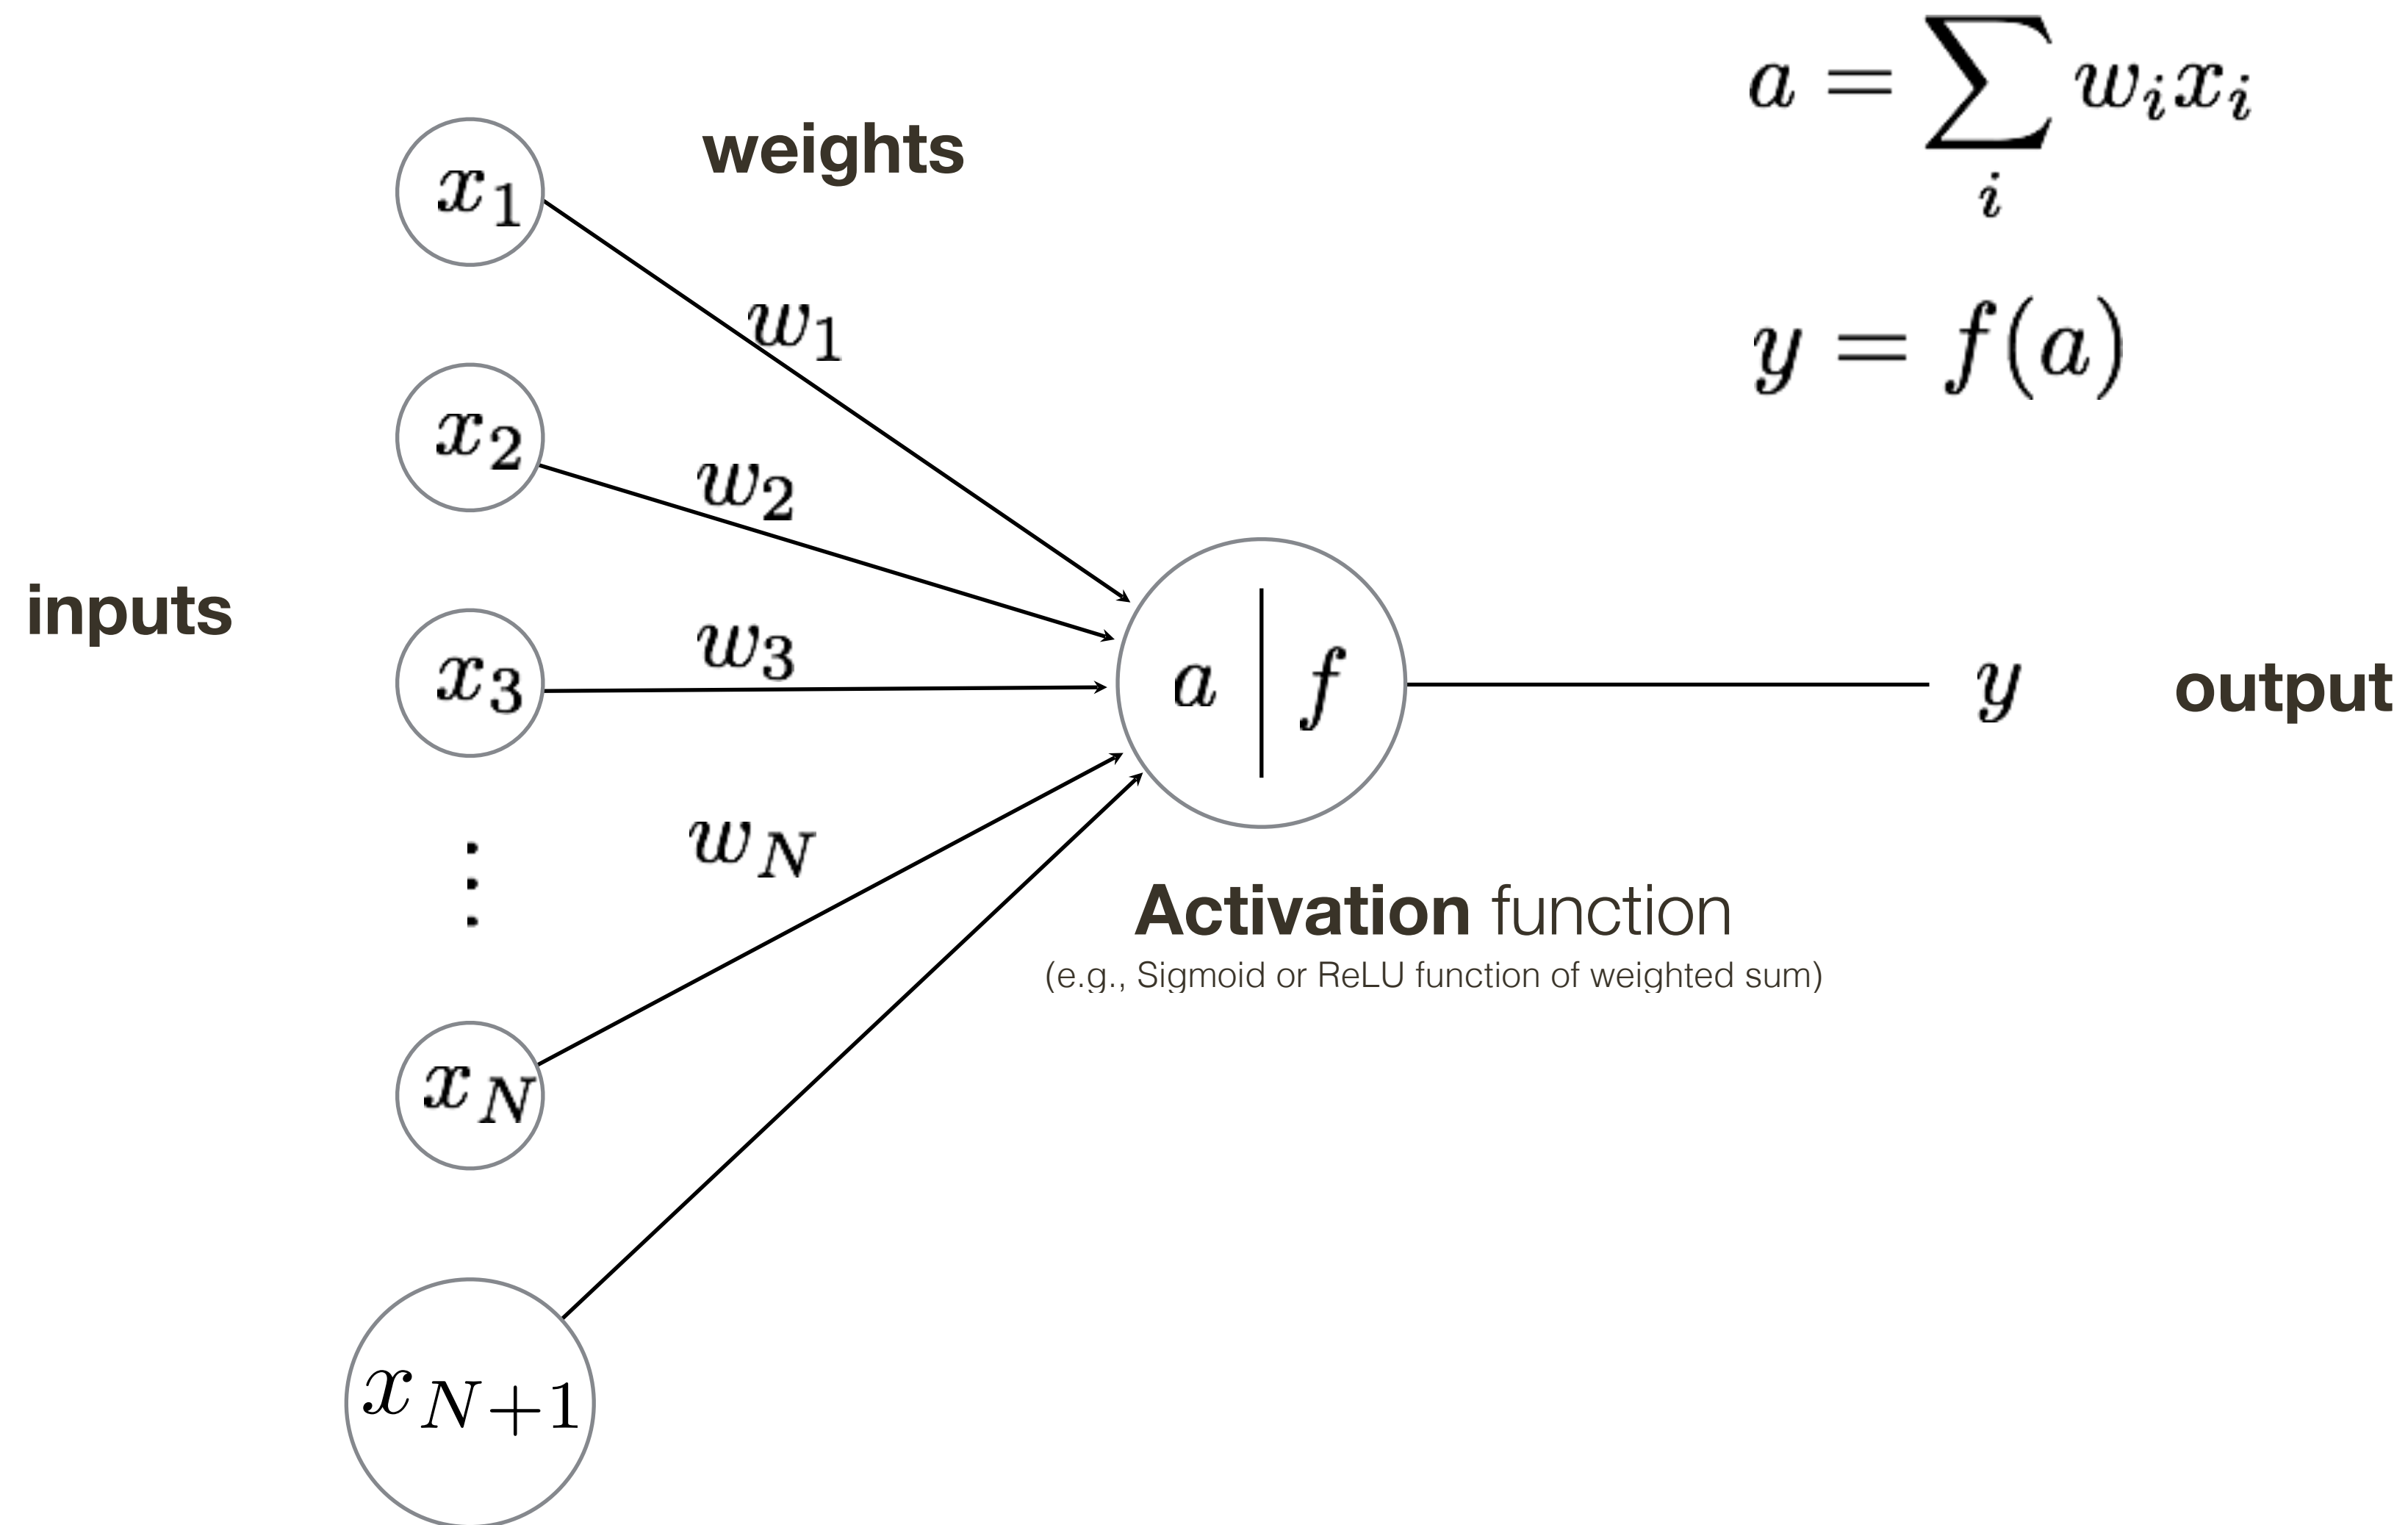 a = ∑ᵢ wᵢxᵢ
weights
x₁
w₁
y = f(a)
x₂
w₂
inputs
w₃
x₃
a | f
y
output
⋮
w_N
Activation function
(e.g., Sigmoid or ReLU function of weighted sum)
x_N
x_{N+1}